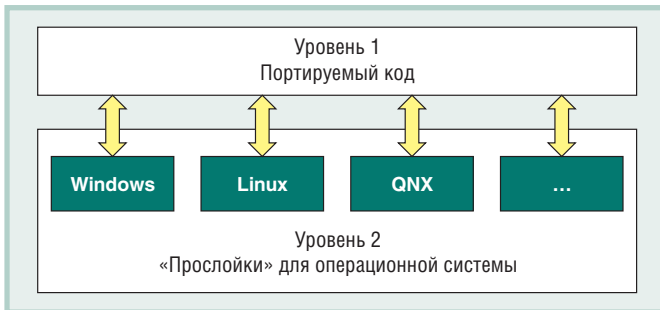 Уровень 1
Портируемый код
Windows
Linux
QNX
...
Уровень 2
«Прослойки» для операционной системы